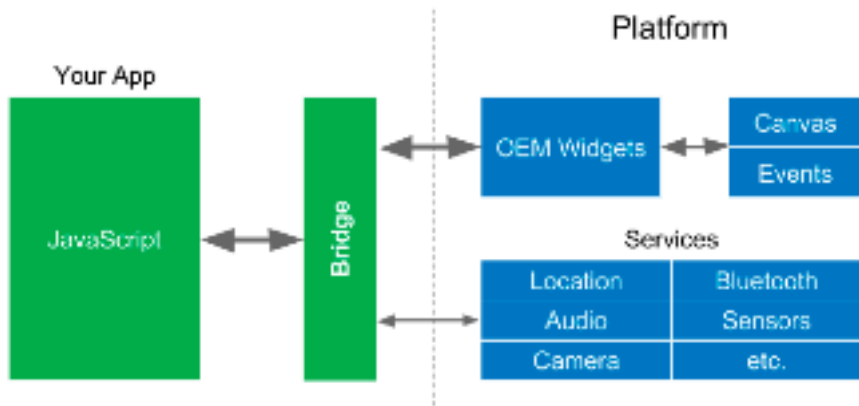 Platform
Your App
JavaScript
Bridge
OEM Widgets
Canvas
Events
Services
Location
Bluetooth
Audio
Sensors
Camera
etc.